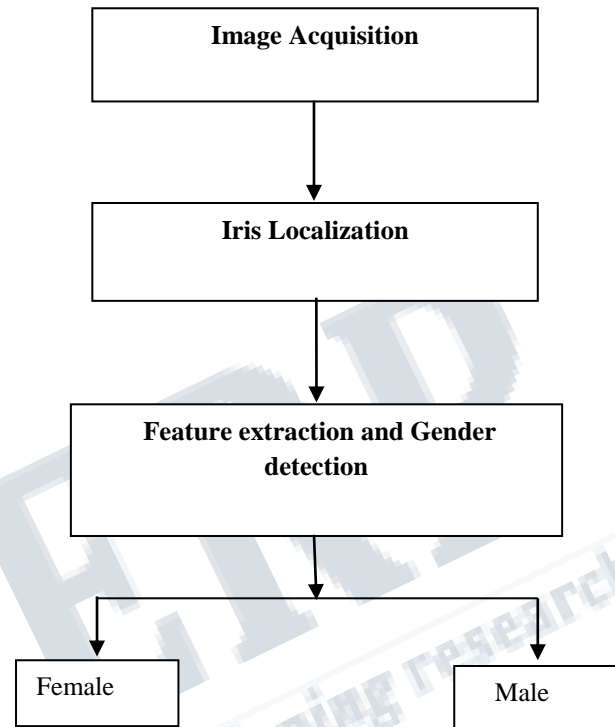 Image Acquisition
Iris Localization
Feature extraction and Gender
detection
Female
Male